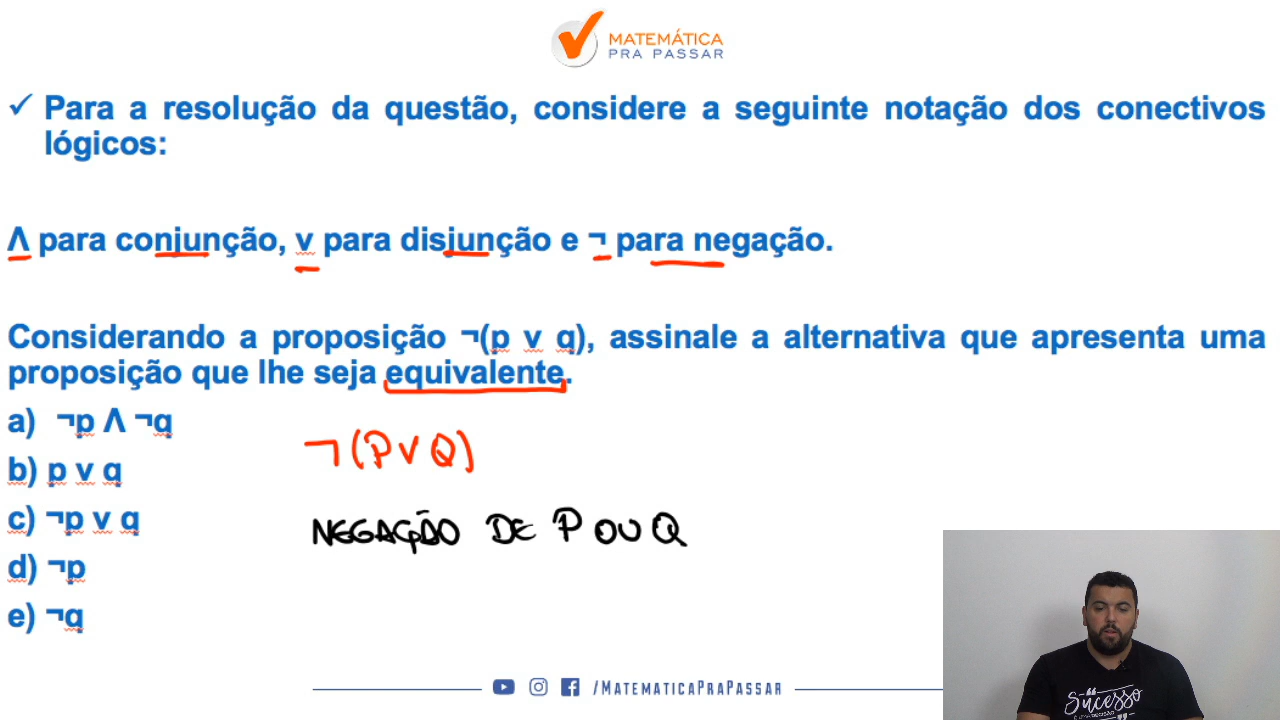 MATEMÁTICA
PRA PASSAR
✓ Para a resolução da questão, considere a seguinte notação dos conectivos
lógicos:
Λ para conjunção, v para disjunção e ¬ para negação.
Considerando a proposição ¬(p v q), assinale a alternativa que apresenta uma
proposição que lhe seja equivalente.
a) ¬p Λ ¬q
b) p v q
c) ¬p v q
d) ¬p
e) ¬q
¬(P V Q)
NEGAÇÃO DE P OU Q
Sucesso
/MATEMATICAPRAPASSAR